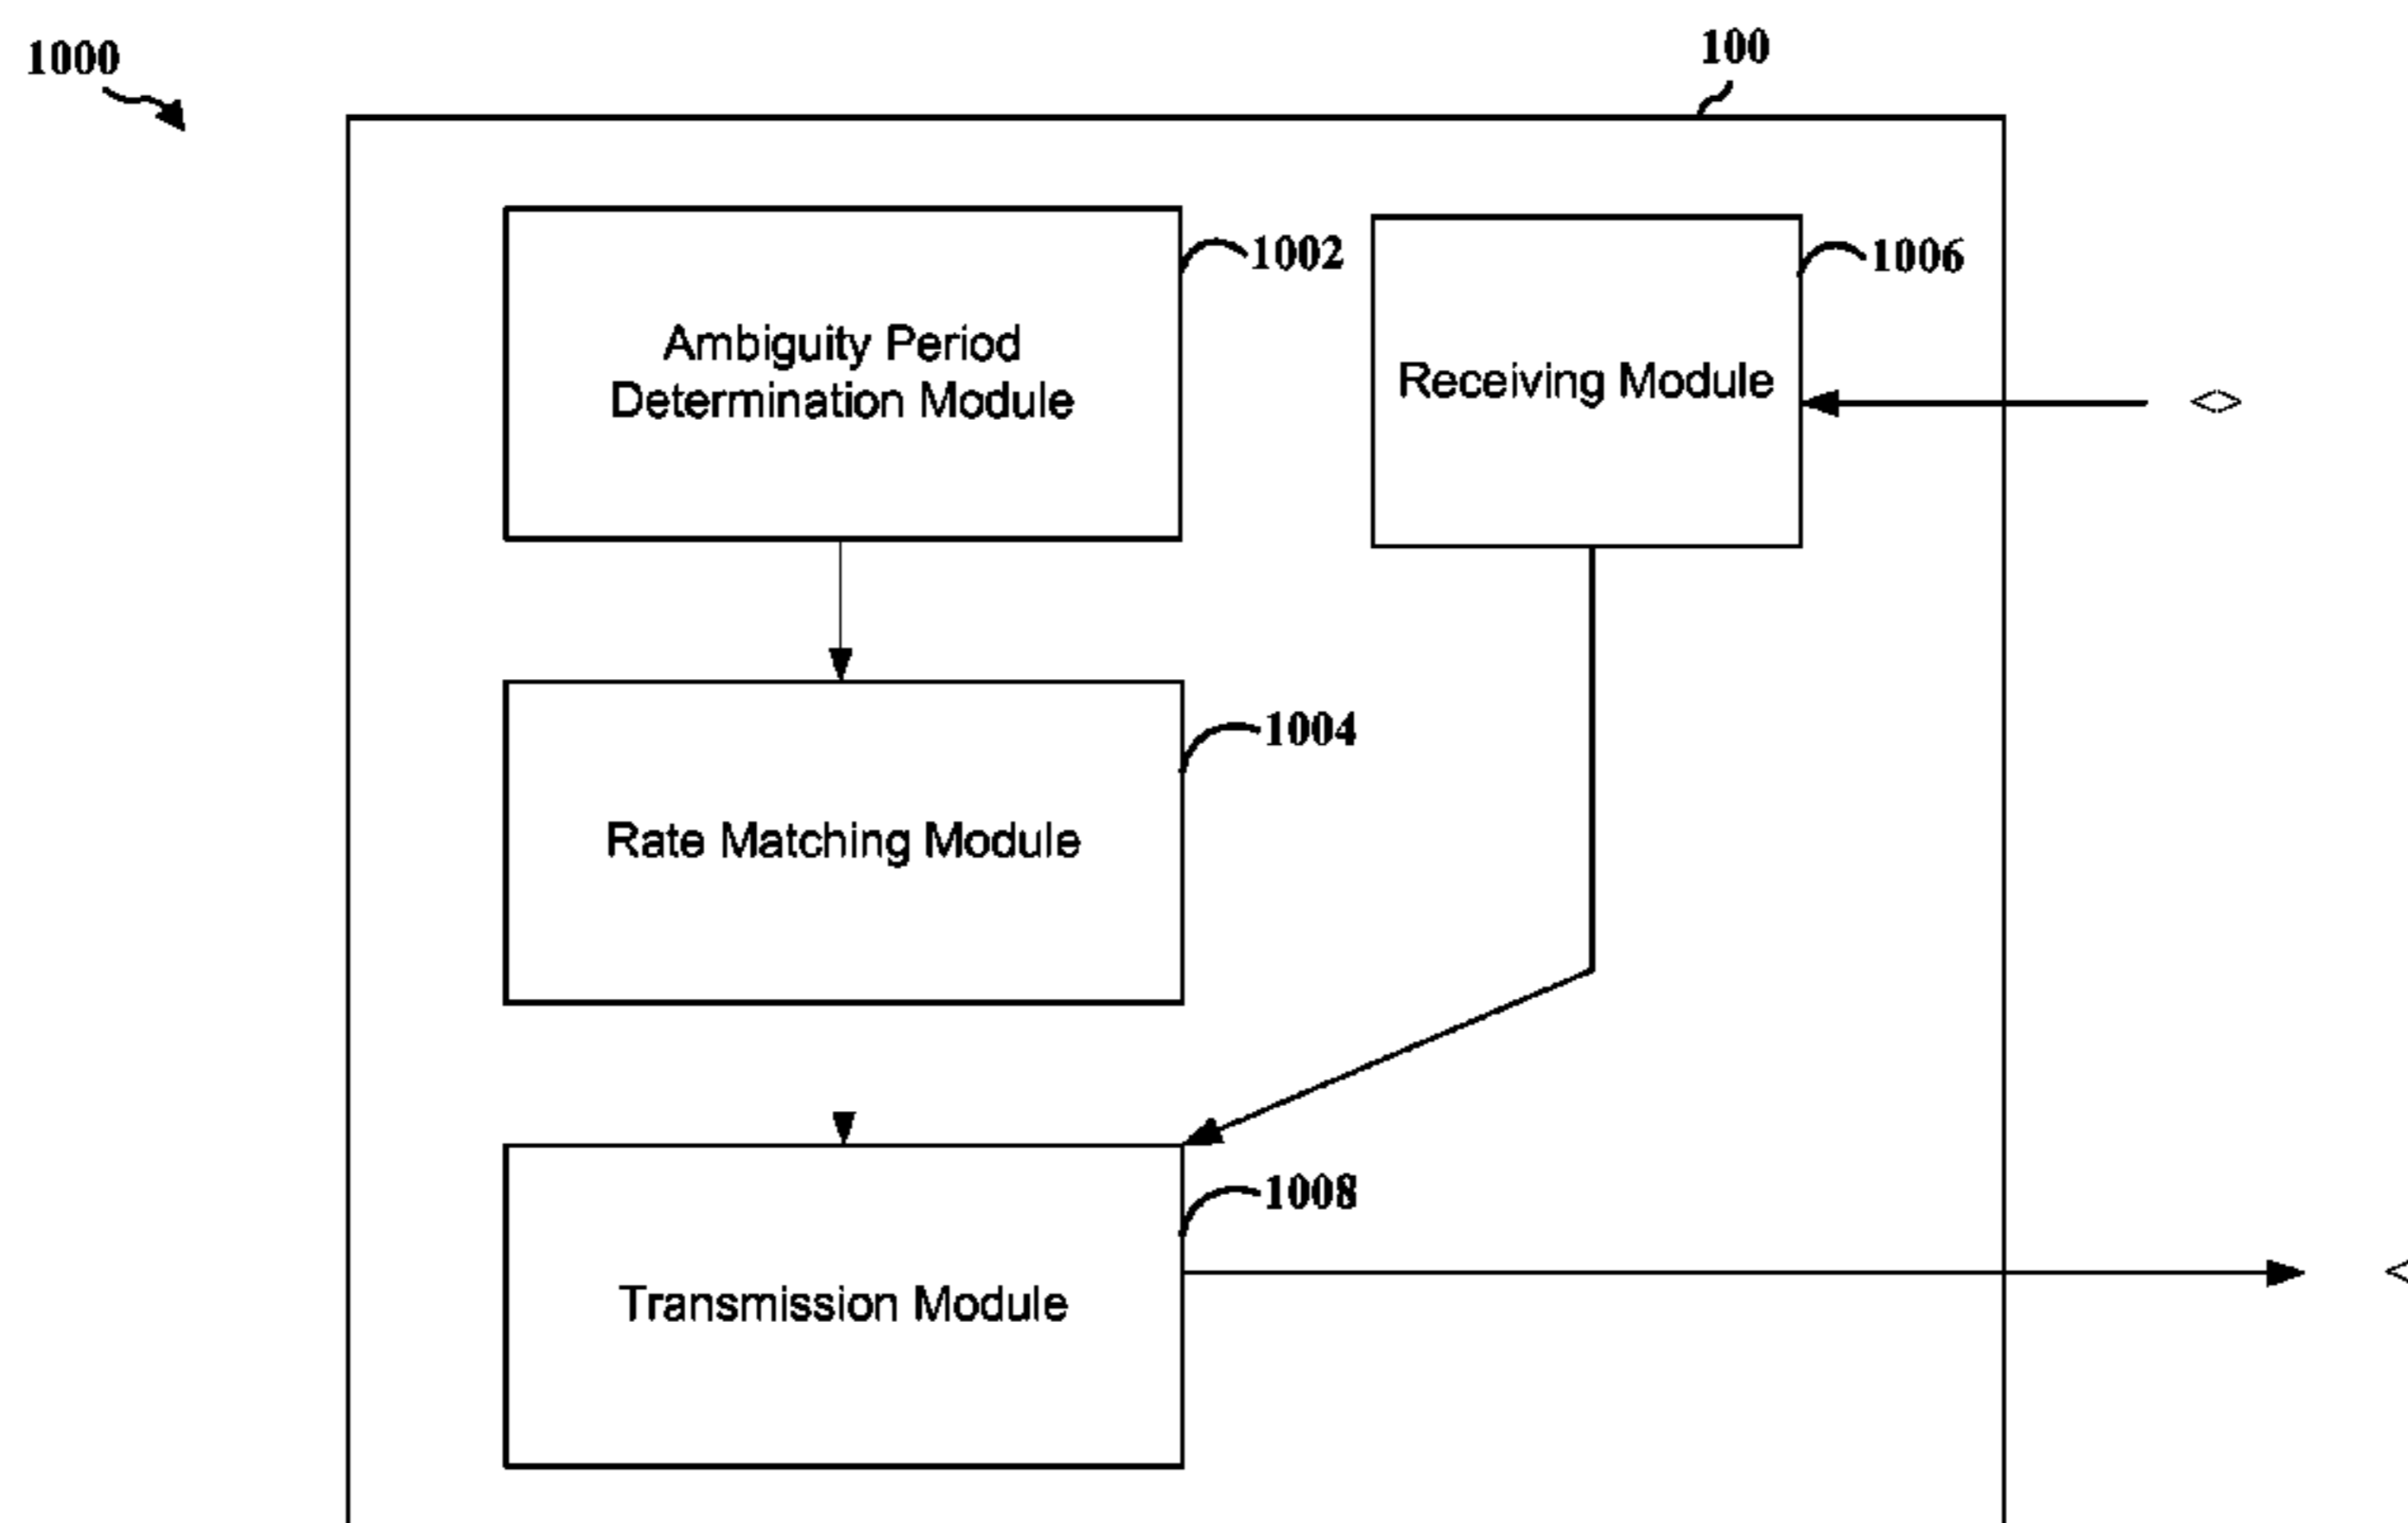 1000
100
1002
1006
Ambiguity Period
Determination Module
Receiving Module
1004
Rate Matching Module
1008
Transmission Module